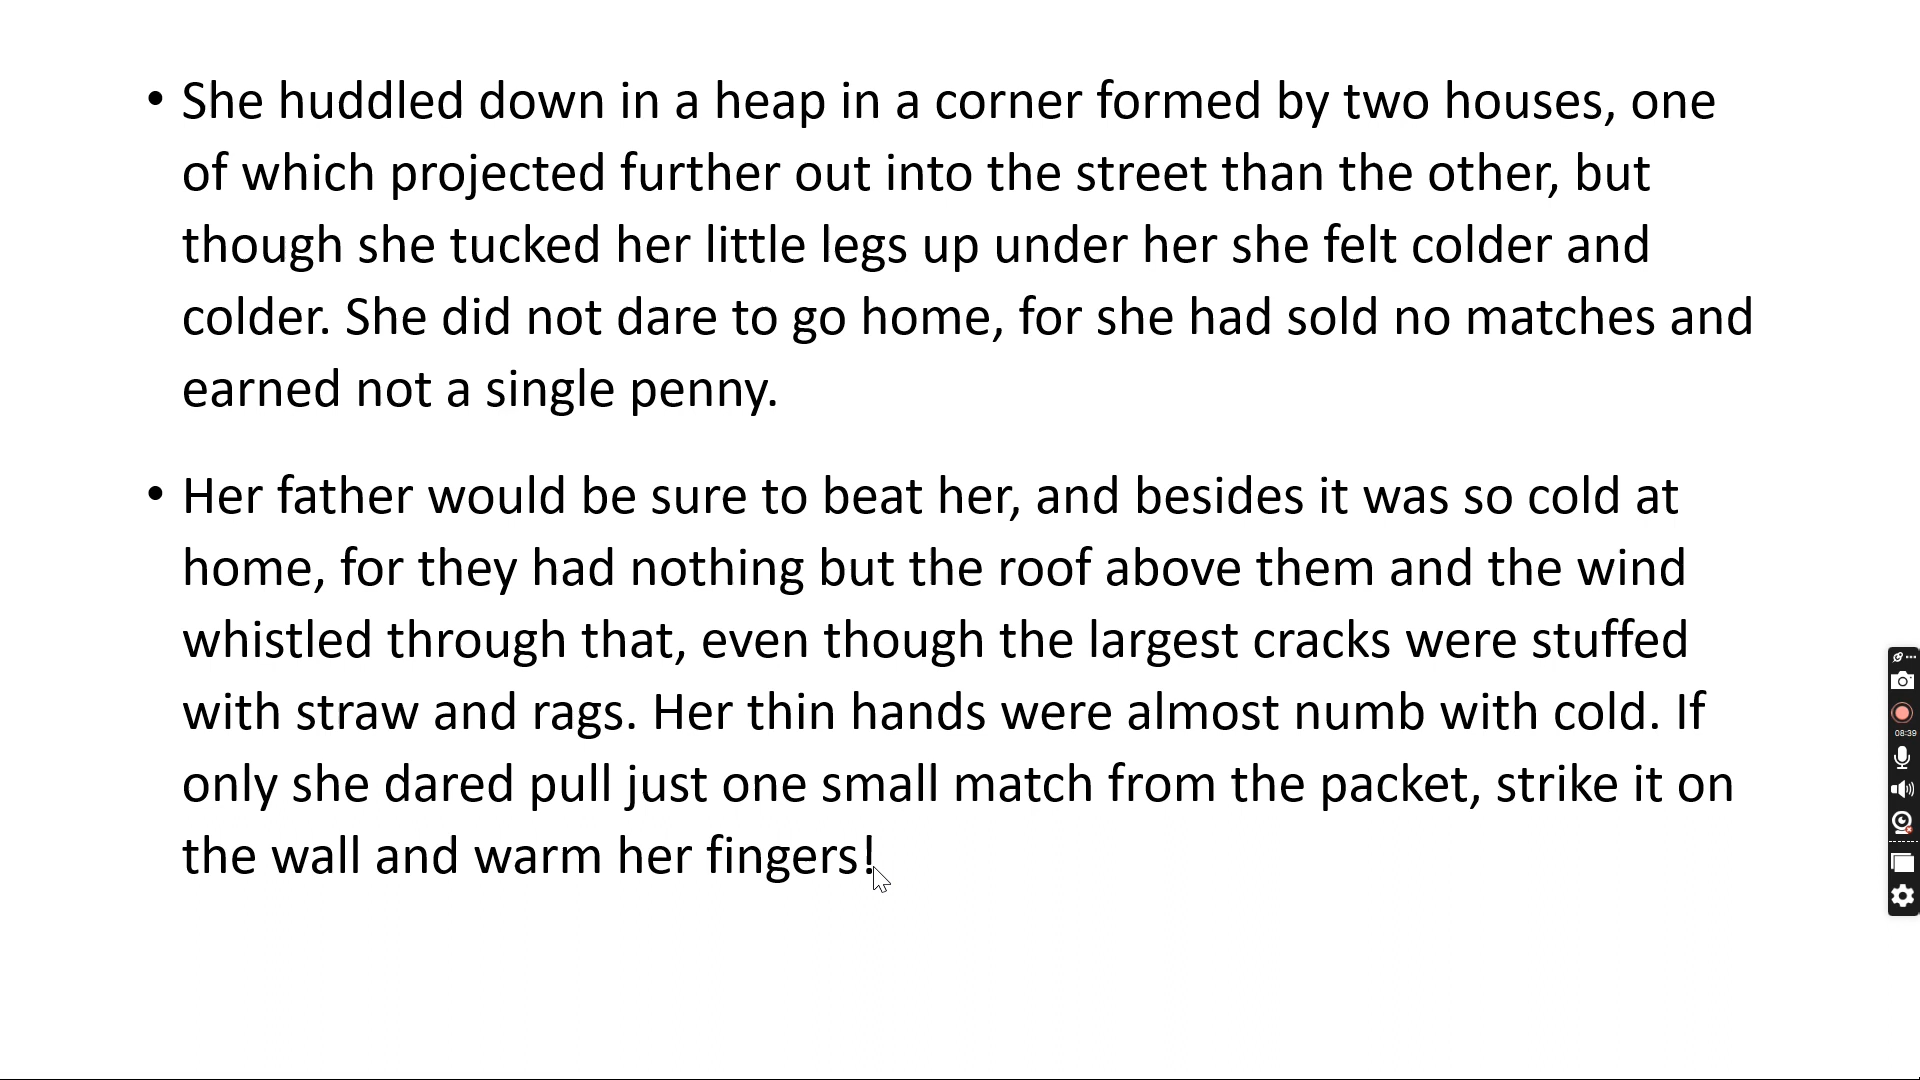 • She huddled down in a heap in a corner formed by two houses, one
of which projected further out into the street than the other, but
though she tucked her little legs up under her she felt colder and
colder. She did not dare to go home, for she had sold no matches and
earned not a single penny.
• Her father would be sure to beat her, and besides it was so cold at
home, for they had nothing but the roof above them and the wind
whistled through that, even though the largest cracks were stuffed
with straw and rags. Her thin hands were almost numb with cold. If
only she dared pull just one small match from the packet, strike it on
the wall and warm her fingers!
08:39